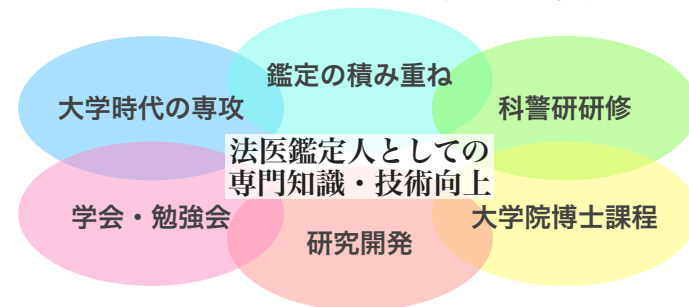 鑑定の積み重ね
大学時代の専攻
科警研研修
法医鑑定人としての
専門知識・技術向上
学会・勉強会
大学院博士課程
研究開発